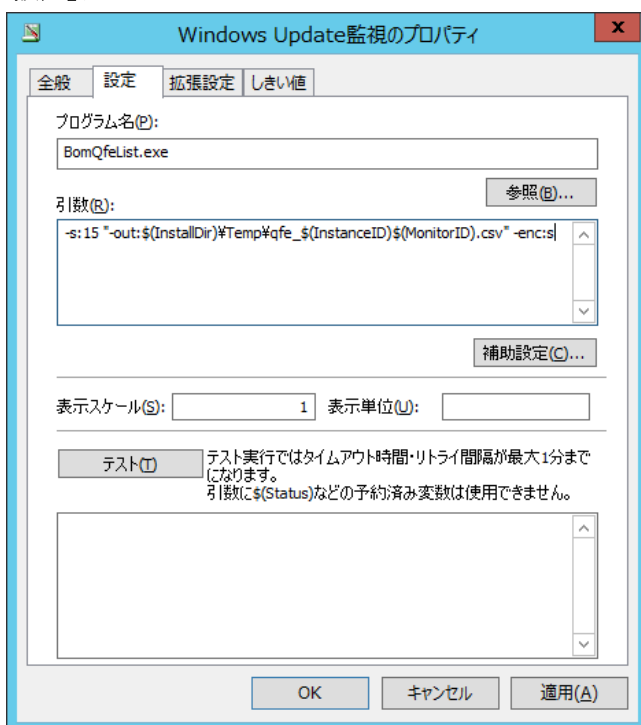 Windows Update監視のプロパティ
x
全般
設定
拡張設定
しきい値
プログラム名(P):
BomQfeList.exe
参照(B)...
引数(R):
-s:15 "-out:$(InstallDir)¥Temp¥qfe_$(InstanceID)$(MonitorID).csv" -enc:s
補助設定(C)...
表示スケール(S):
1
表示単位(U):
テスト(T)
テスト実行ではタイムアウト時間・リトライ間隔が最大1分まで
になります。
引数に$(Status)などの予約済み変数は使用できません。
OK
キャンセル
適用(A)